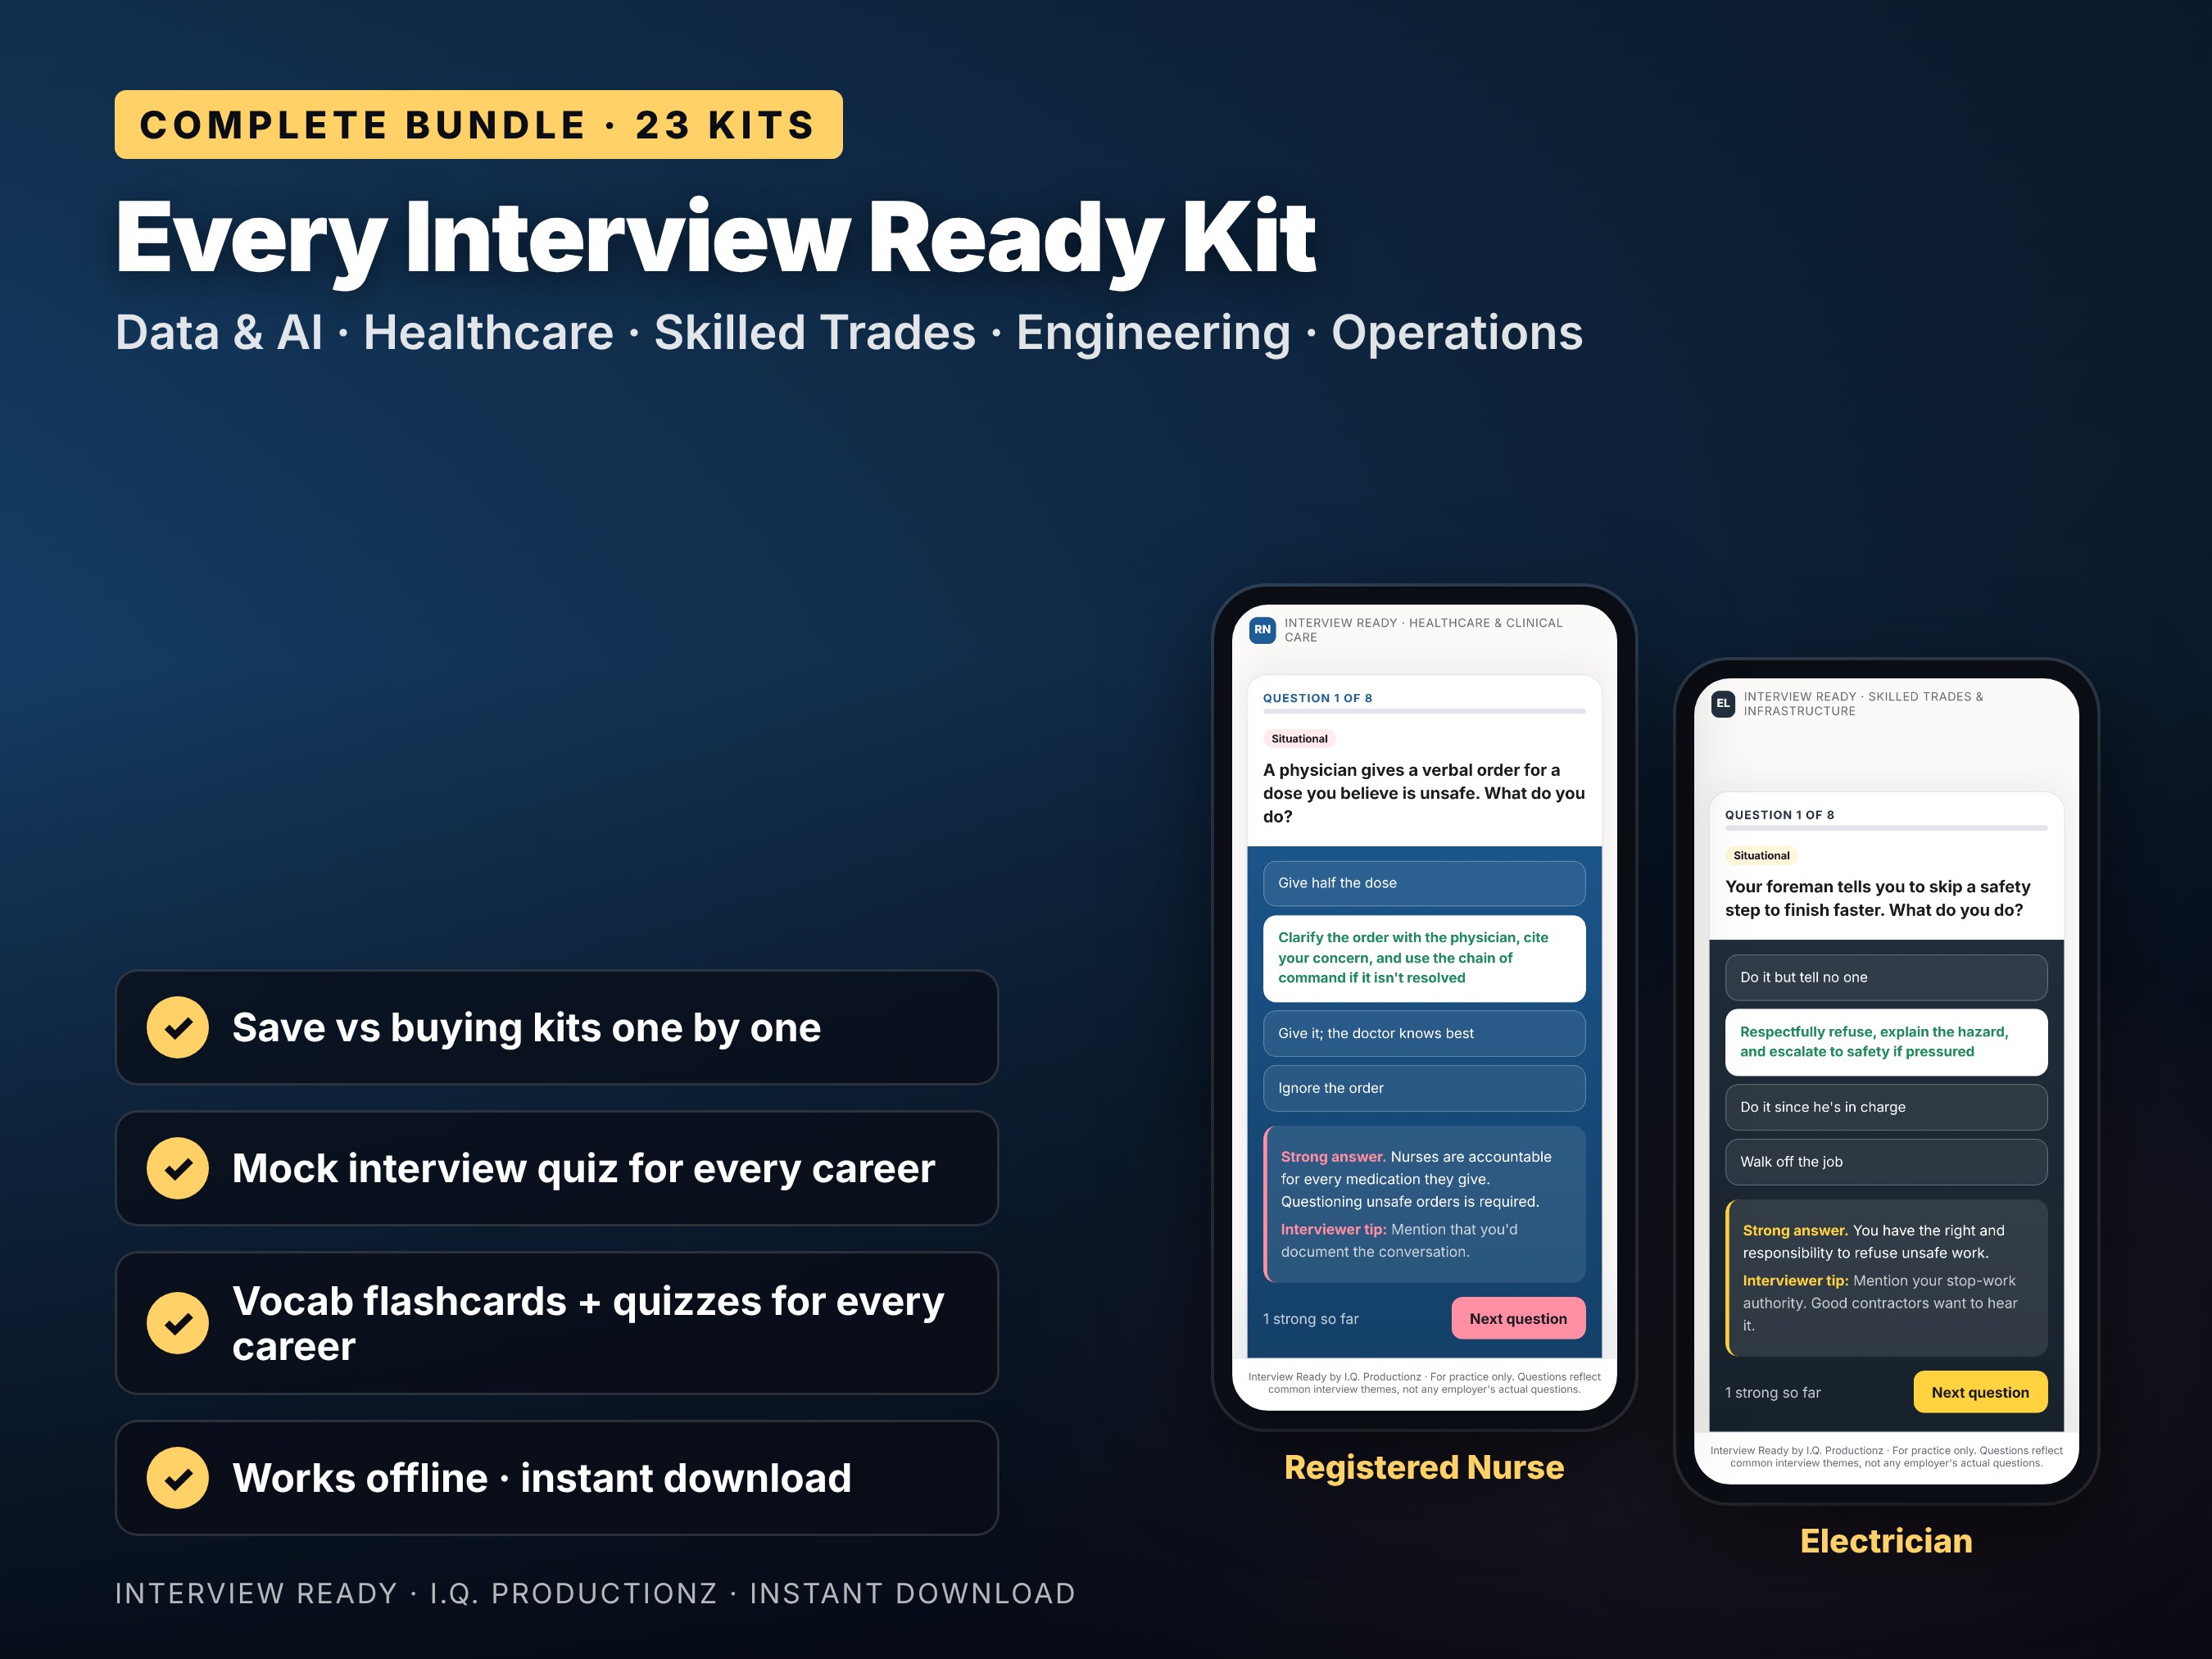 COMPLETE BUNDLE · 23 KITS
Every Interview Ready Kit
Data & AI · Healthcare · Skilled Trades · Engineering · Operations
Save vs buying kits one by one
Mock interview quiz for every career
Vocab flashcards + quizzes for every
career
Works offline · instant download
INTERVIEW READY · I.Q. PRODUCTIONZ · INSTANT DOWNLOAD
RN
INTERVIEW READY · HEALTHCARE & CLINICAL
CARE
QUESTION 1 OF 8
Situational
A physician gives a verbal order for a
dose you believe is unsafe. What do you
do?
Give half the dose
Clarify the order with the physician, cite
your concern, and use the chain of
command if it isn't resolved
Give it; the doctor knows best
Ignore the order
Strong answer. Nurses are accountable
for every medication they give.
Questioning unsafe orders is required.
Interviewer tip: Mention that you'd
document the conversation.
1 strong so far
Next question
Interview Ready by I.Q. Productionz · For practice only. Questions reflect
common interview themes, not any employer's actual questions.
Registered Nurse
EL
INTERVIEW READY · SKILLED TRADES &
INFRASTRUCTURE
QUESTION 1 OF 8
Situational
Your foreman tells you to skip a safety
step to finish faster. What do you do?
Do it but tell no one
Respectfully refuse, explain the hazard,
and escalate to safety if pressured
Do it since he's in charge
Walk off the job
Strong answer. You have the right and
responsibility to refuse unsafe work.
Interviewer tip: Mention your stop-work
authority. Good contractors want to hear
it.
1 strong so far
Next question
Interview Ready by I.Q. Productionz · For practice only. Questions reflect
common interview themes, not any employer's actual questions.
Electrician